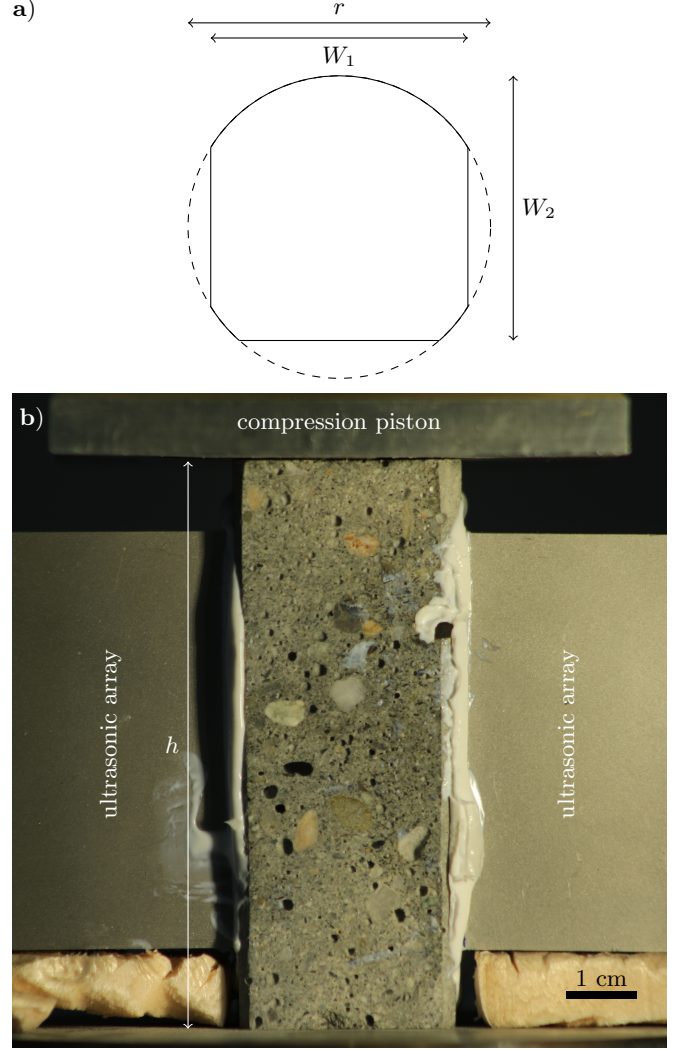 a)
r
W₁
W₂
b)
compression piston
ultrasonic array
h
ultrasonic array
1 cm